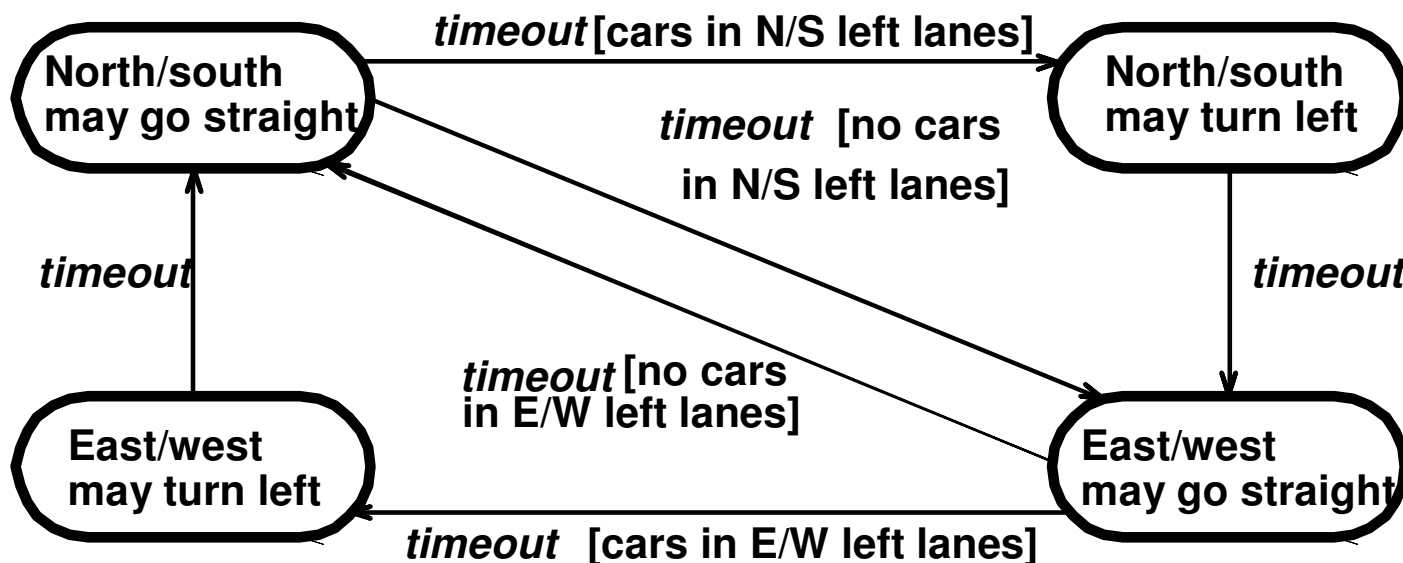 timeout [cars in N/S left lanes]
North/south
may go straight
North/south
may turn left
timeout [no cars
in N/S left lanes]
timeout
timeout
timeout [no cars
in E/W left lanes]
East/west
may turn left
East/west
may go straight
timeout [cars in E/W left lanes]